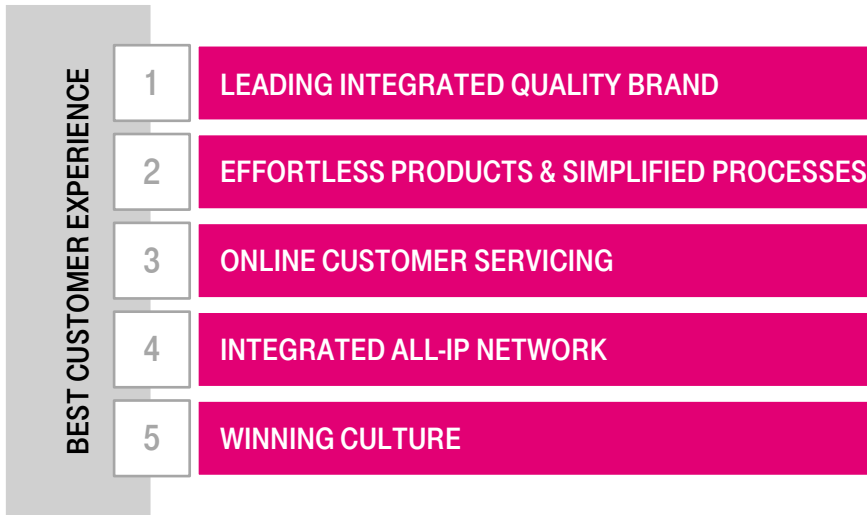 BEST CUSTOMER EXPERIENCE
1
LEADING INTEGRATED QUALITY BRAND
2
EFFORTLESS PRODUCTS & SIMPLIFIED PROCESSES
3
ONLINE CUSTOMER SERVICING
4
INTEGRATED ALL-IP NETWORK
5
WINNING CULTURE